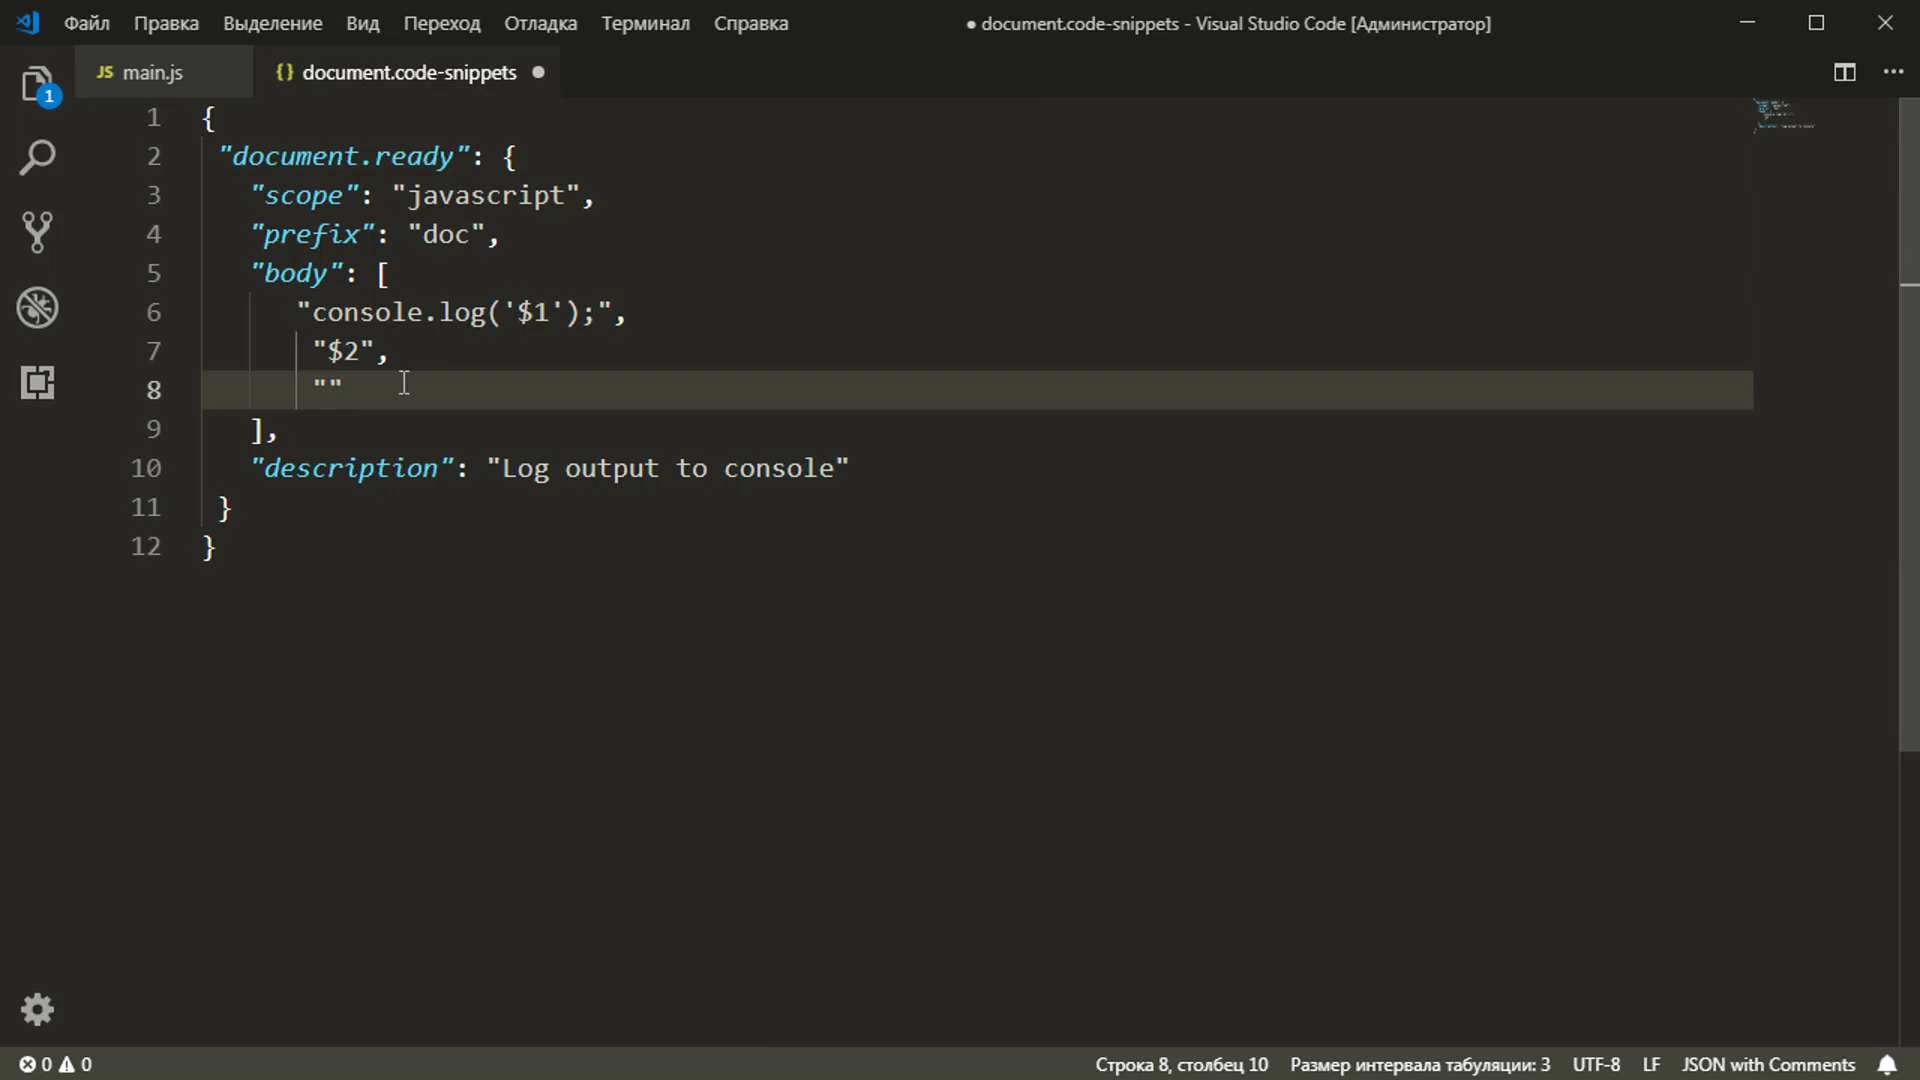 Файл Правка Выделение Вид Переход Отладка Терминал Справка ● document.code-snippets - Visual Studio Code [Администратор]
JS main.js {} document.code-snippets ●
1
1 {
2 "document.ready": {
3 "scope": "javascript",
4 "prefix": "doc",
5 "body": [
6 "console.log('$1');",
7 "$2",
8 ""
9 ],
10 "description": "Log output to console"
11 }
12 }
0 0 Строка 8, столбец 10 Размер интервала табуляции: 3 UTF-8 LF JSON with Comments